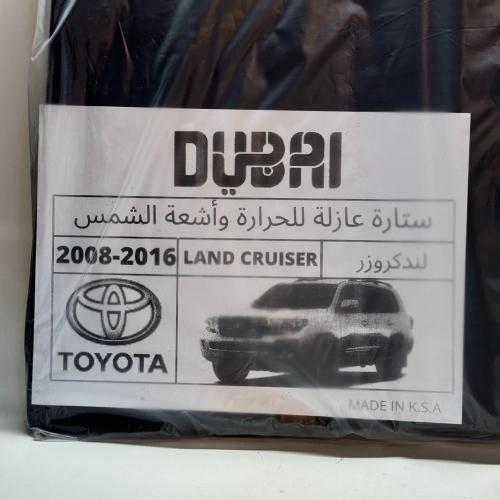 DUBAI
ستارة عازلة للحرارة وأشعة الشمس
2008-2016 LAND CRUISER لندكروزر
TOYOTA
MADE IN K.S.A